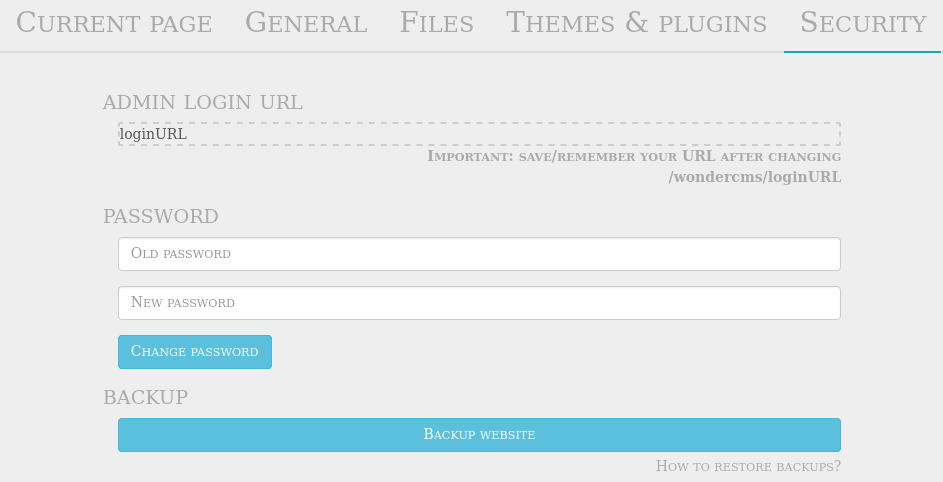 Current page General Files Themes & plugins Security
ADMIN LOGIN URL
loginURL
Important: save/remember your URL after changing
/wondercms/loginURL
PASSWORD
Old password
New password
Change password
BACKUP
Backup website
How to restore backups?